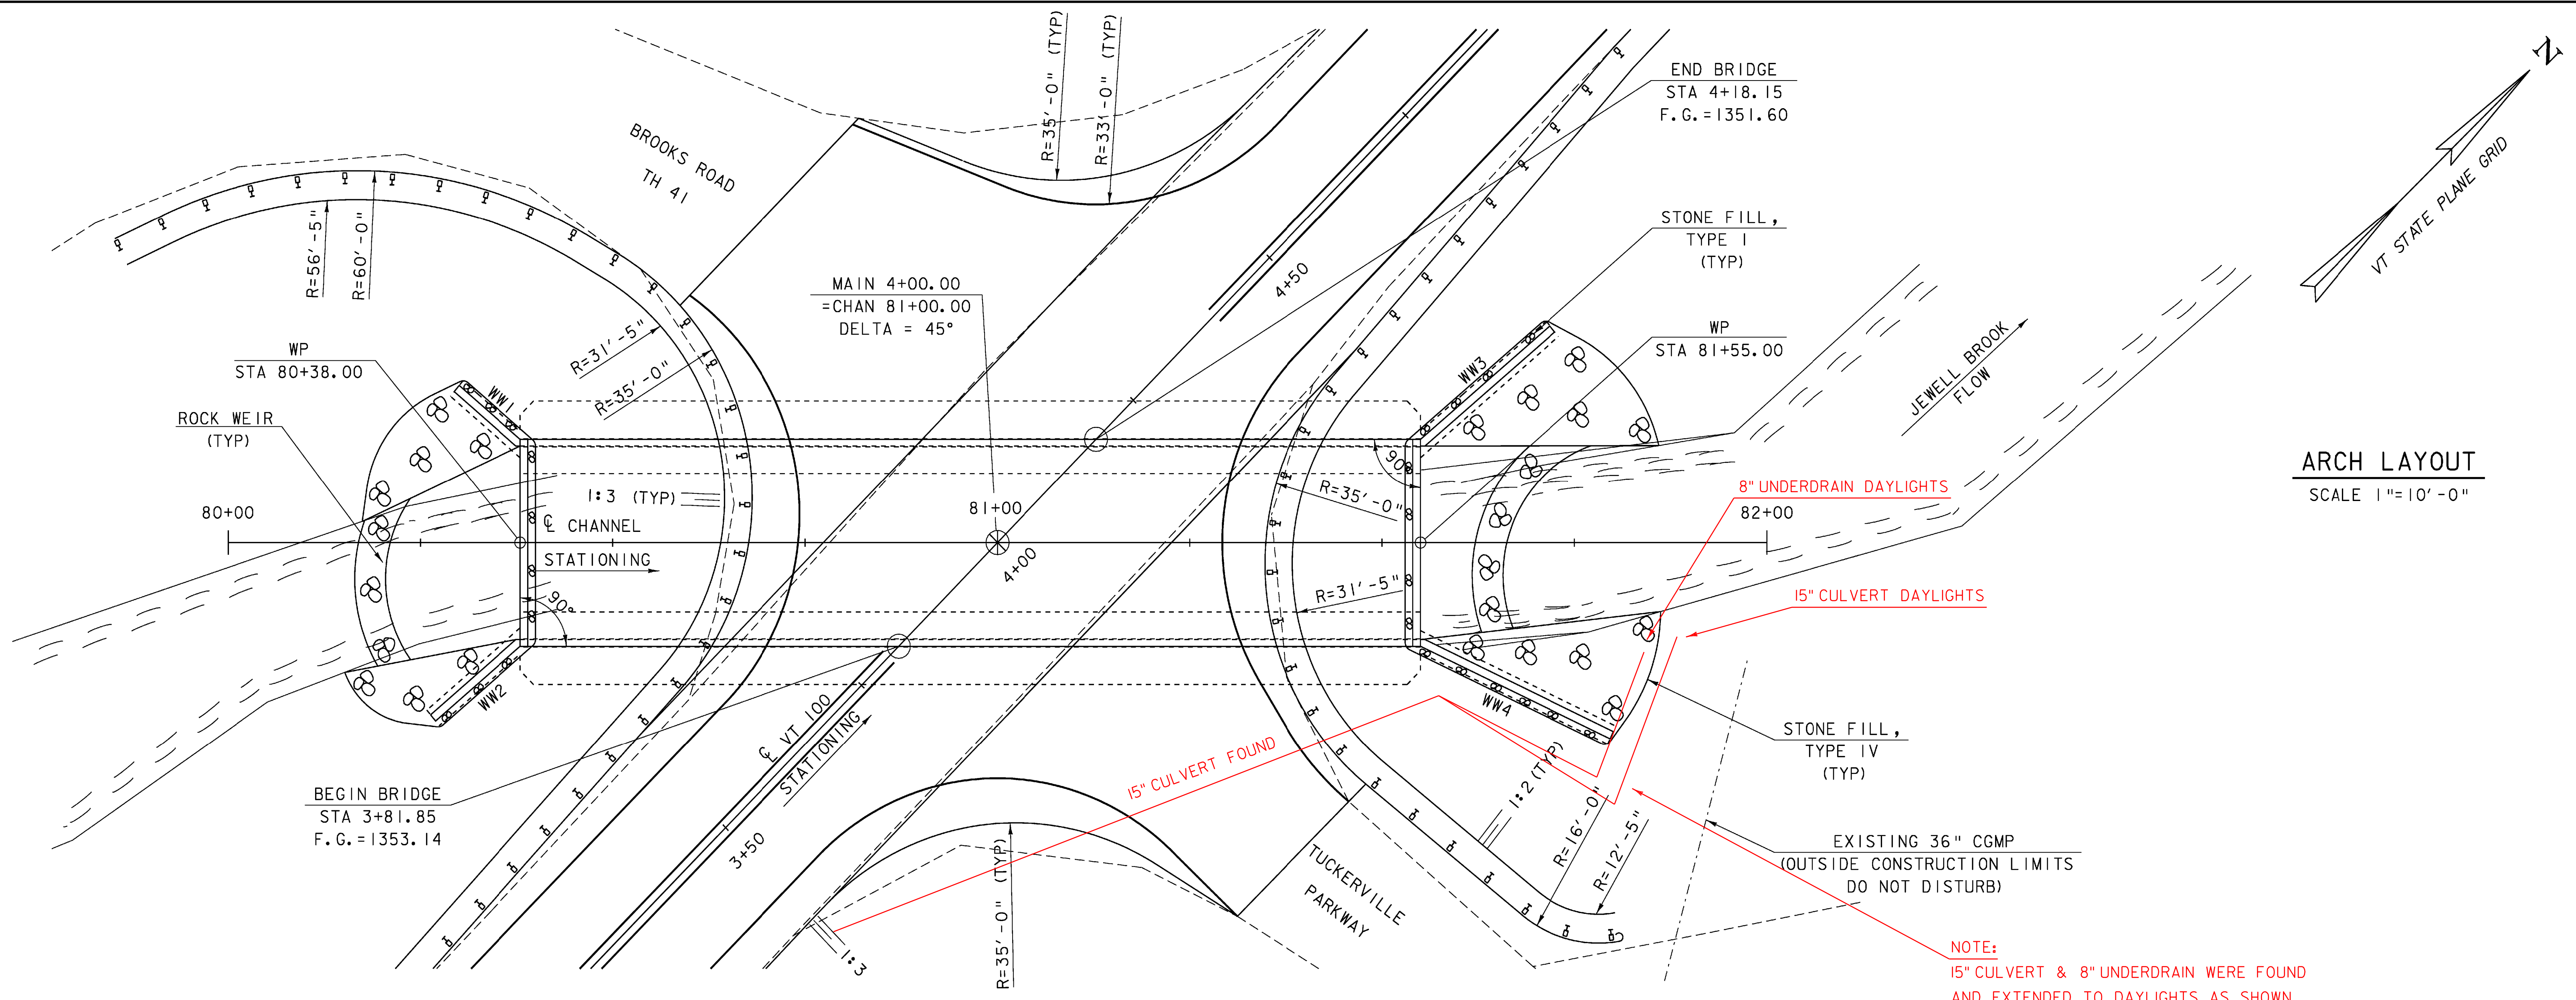 R=35'-0" (TYP)
R=33'-0" (TYP)
N
VT STATE PLANE GRID
END BRIDGE
STA 4+18.15
F.G.=1351.60
BROOKS ROAD
TH 41
STONE FILL,
TYPE I
(TYP)
R=56'-5"
R=60'-0"
MAIN 4+00.00
=CHAN 81+00.00
DELTA = 45°
4+50
R=31'-5"
R=35'-0"
WP
STA 80+38.00
WP
STA 81+55.00
JEWELL BROOK
FLOW
WW1
WW3
ROCK WEIR
(TYP)
90°
ARCH LAYOUT
SCALE 1"=10'-0"
1:3 (TYP)
R=35'-0"
8" UNDERDRAIN DAYLIGHTS
80+00
81+00
82+00
℄ CHANNEL
STATIONING
4+00
R=31'-5"
15" CULVERT DAYLIGHTS
90°
WW2
WW4
℄ VT 100
STATIONING
15" CULVERT FOUND
STONE FILL,
TYPE IV
(TYP)
BEGIN BRIDGE
STA 3+81.85
F.G.=1353.14
1:2 (TYP)
R=16'-0"
R=12'-5"
3+50
R=35'-0" (TYP)
TUCKERVILLE
PARKWAY
EXISTING 36" CGMP
(OUTSIDE CONSTRUCTION LIMITS
DO NOT DISTURB)
1:3
NOTE:
15" CULVERT & 8" UNDERDRAIN WERE FOUND
AND EXTENDED TO DAYLIGHTS AS SHOWN